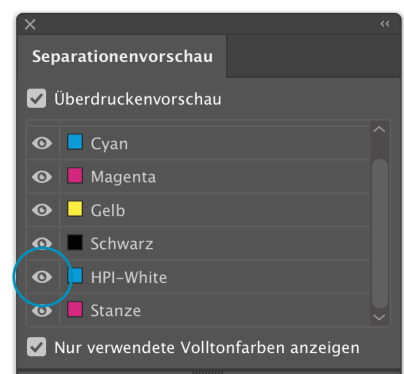 Separationenvorschau
Überdruckenvorschau
Cyan
Magenta
Gelb
Schwarz
HPI-White
Stanze
Nur verwendete Volltonfarben anzeigen